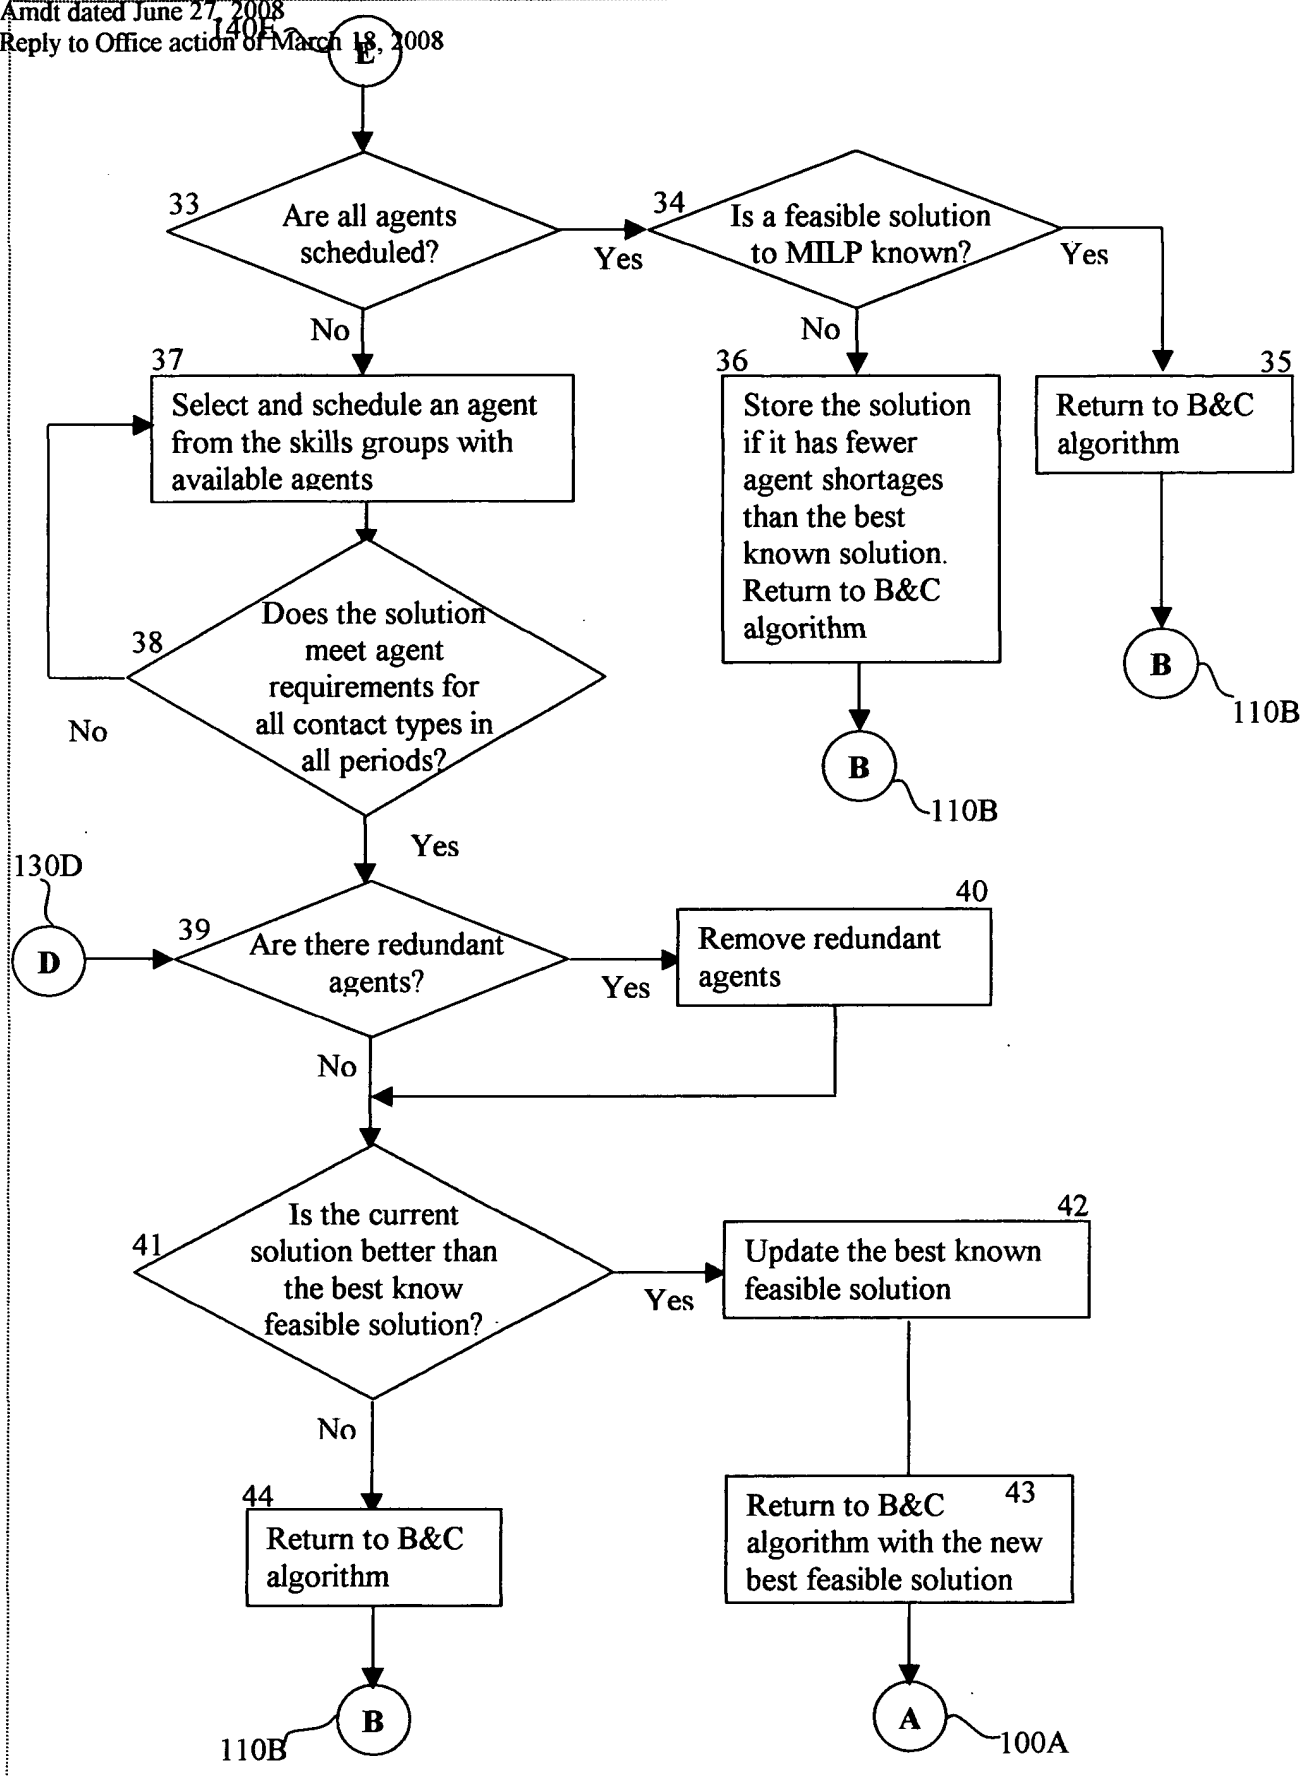 Amdt dated June 27, 2008
Reply to Office action of March 18, 2008
140E
E
33
Are all agents
scheduled?
Yes
No
34
Is a feasible solution
to MILP known?
Yes
No
37
Select and schedule an agent
from the skills groups with
available agents
36
Store the solution
if it has fewer
agent shortages
than the best
known solution.
Return to B&C
algorithm
35
Return to B&C
algorithm
B
110B
B
110B
38
Does the solution
meet agent
requirements for
all contact types in
all periods?
No
Yes
130D
D
39
Are there redundant
agents?
Yes
No
40
Remove redundant
agents
41
Is the current
solution better than
the best know
feasible solution?
Yes
No
42
Update the best known
feasible solution
44
Return to B&C
algorithm
43
Return to B&C
algorithm with the new
best feasible solution
B
110B
A
100A